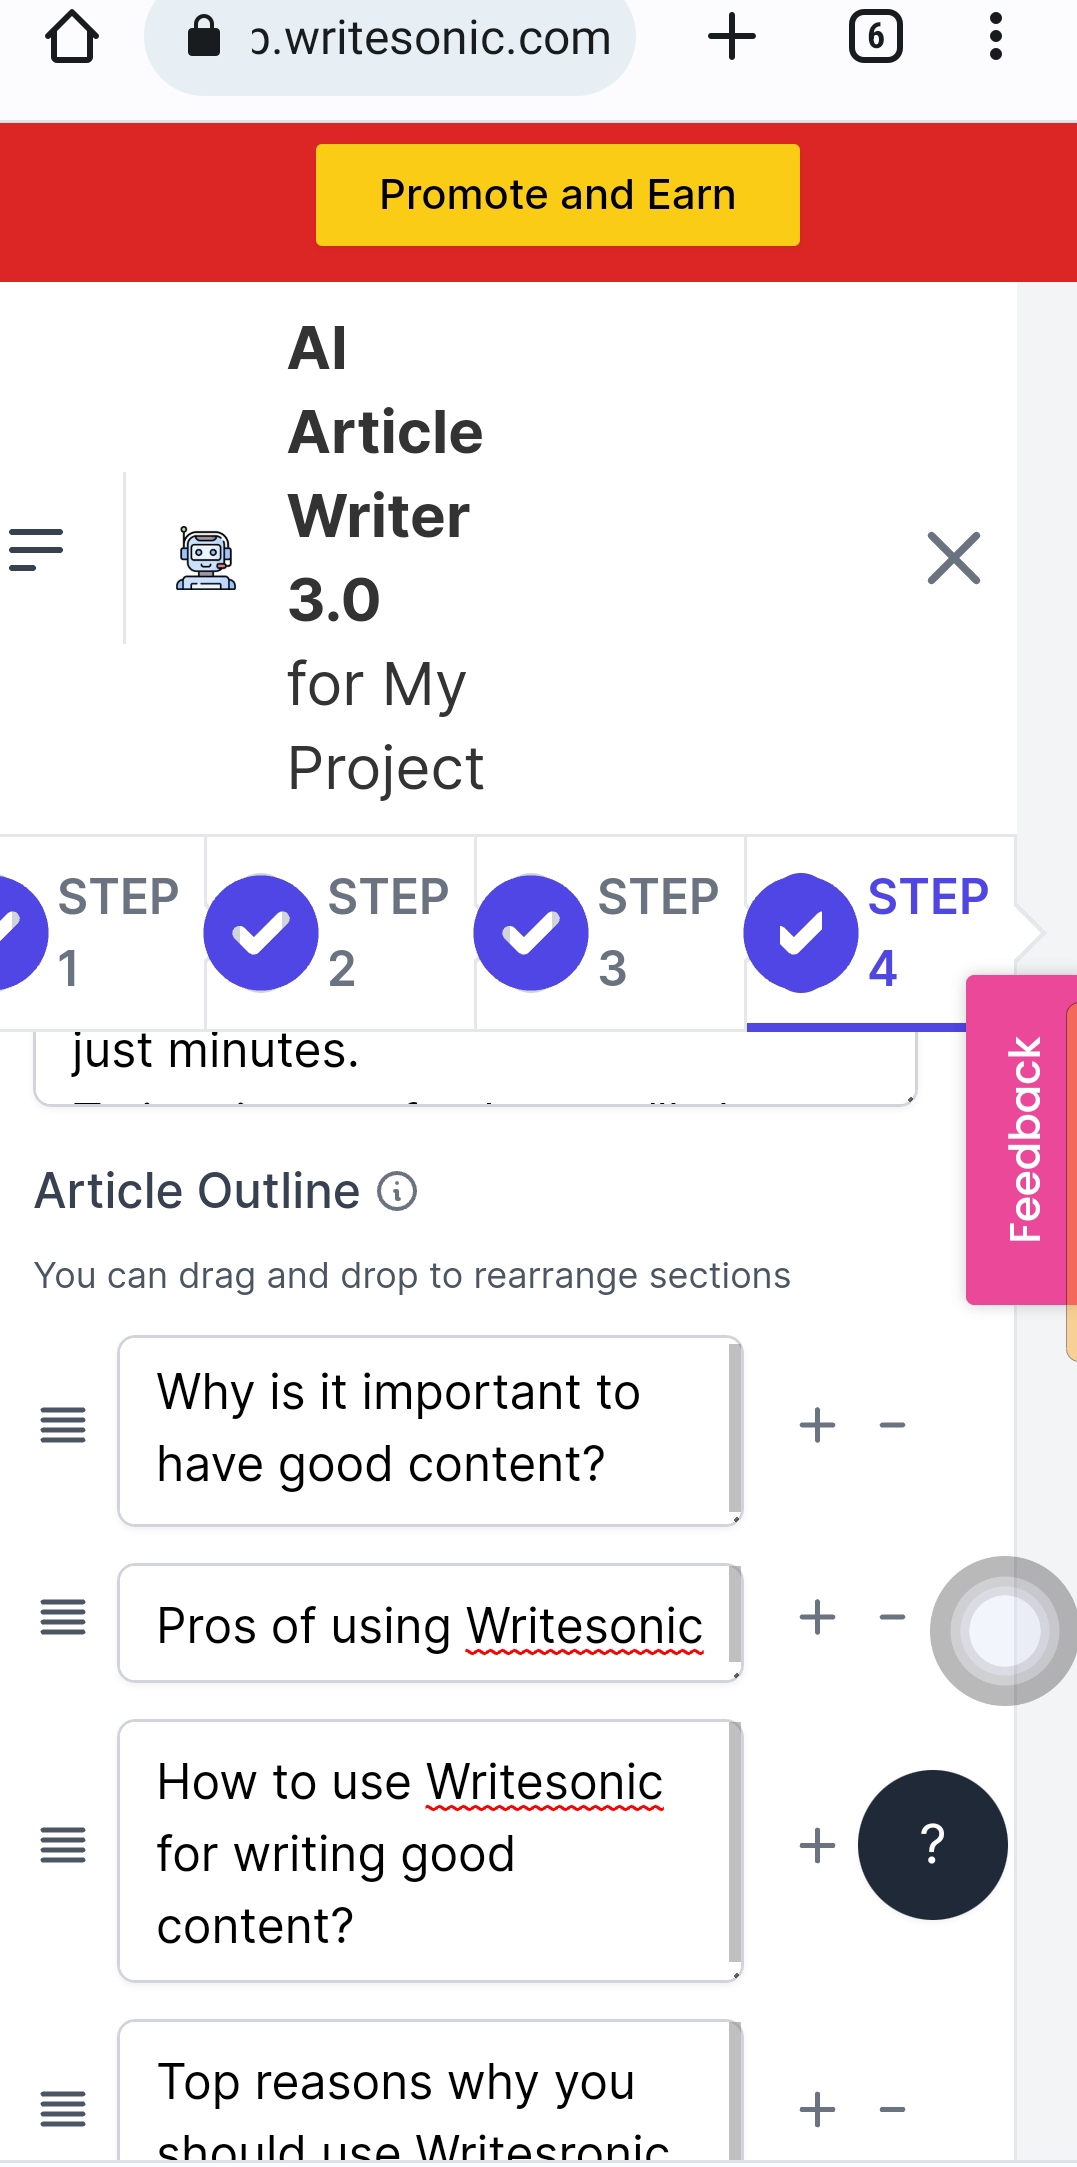 .writesonic.com
6
Promote and Earn
AI
Article
Writer
3.0
for My
Project
STEP
1
STEP
2
STEP
3
STEP
4
just minutes.
Feedback
Article Outline
You can drag and drop to rearrange sections
Why is it important to
have good content?
Pros of using Writesonic
How to use Writesonic
for writing good
content?
?
Top reasons why you
should use Writesronic